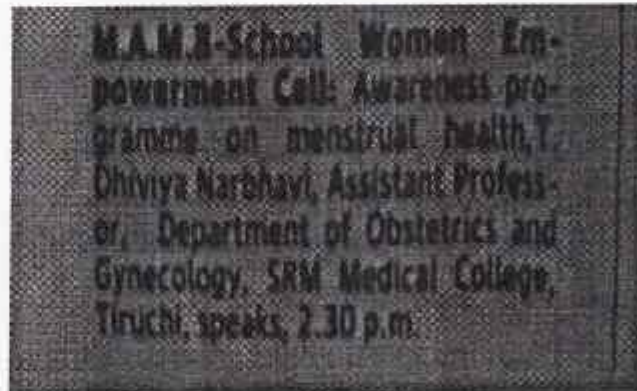 M.A.M.B-School Women Em-
powerment Cell: Awareness pro-
gramme on menstrual health,T.
Dhiviya Narbhavi, Assistant Profess-
or, Department of Obstetrics and
Gynecology, SRM Medical College,
Tiruchi, speaks, 2.30 p.m.